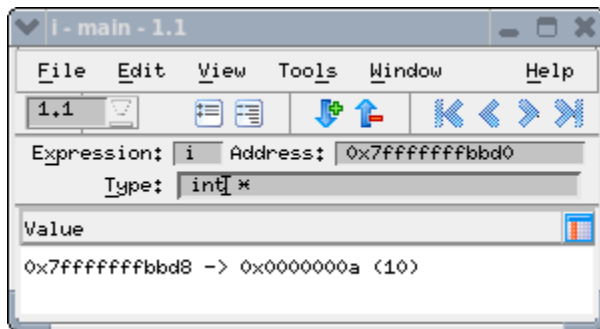 i - main - 1.1
File Edit View Tools Window Help
1.1
Expression: i Address: 0x7fffffffbbd0
Type: int *
Value
0x7fffffffbbd8 -> 0x0000000a (10)